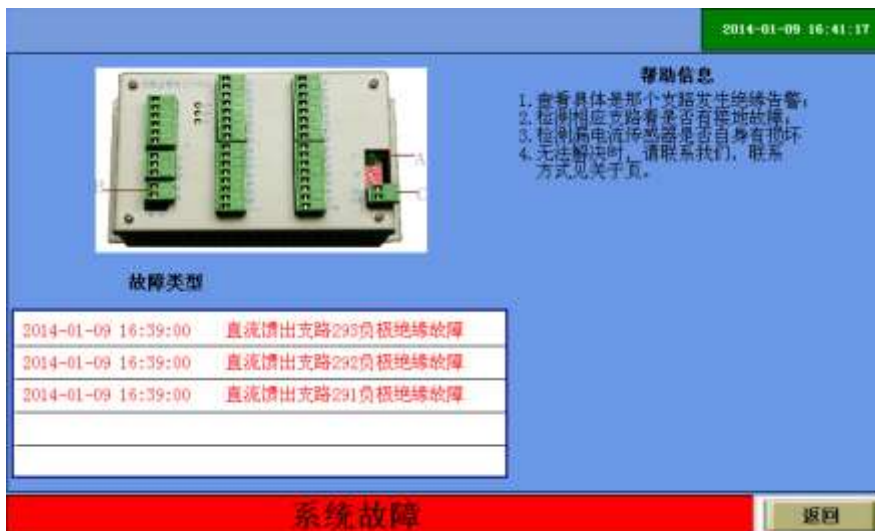 2014-01-09 16:41:17
帮助信息
1.查看具体是那个支路发生绝缘告警；
2.检测相应支路看是否有接地故障；
3.检测漏电流传感器是否自身有损坏
4.无法解决时，请联系我们，联系
方式见关于页。
A
B
C
故障类型
2014-01-09 16:39:00 直流馈出支路293负极绝缘故障
2014-01-09 16:39:00 直流馈出支路292负极绝缘故障
2014-01-09 16:39:00 直流馈出支路291负极绝缘故障
系统故障
返回